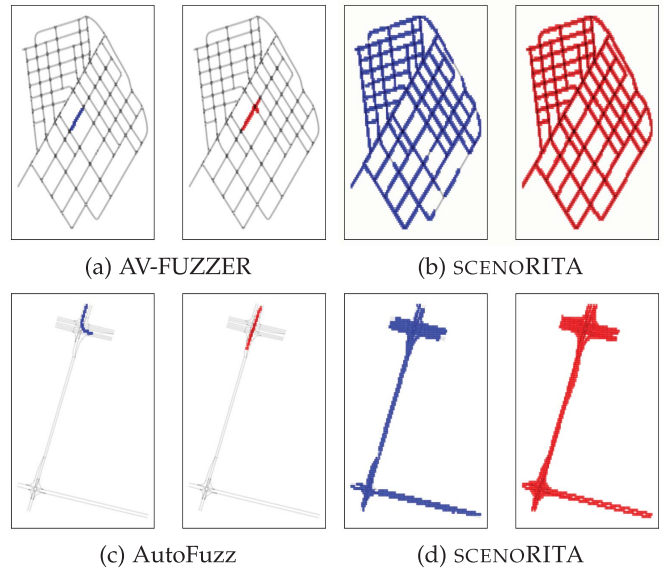 (a) AV-FUZZER
(b) SCENORITA
(c) AutoFuzz
(d) SCENORITA